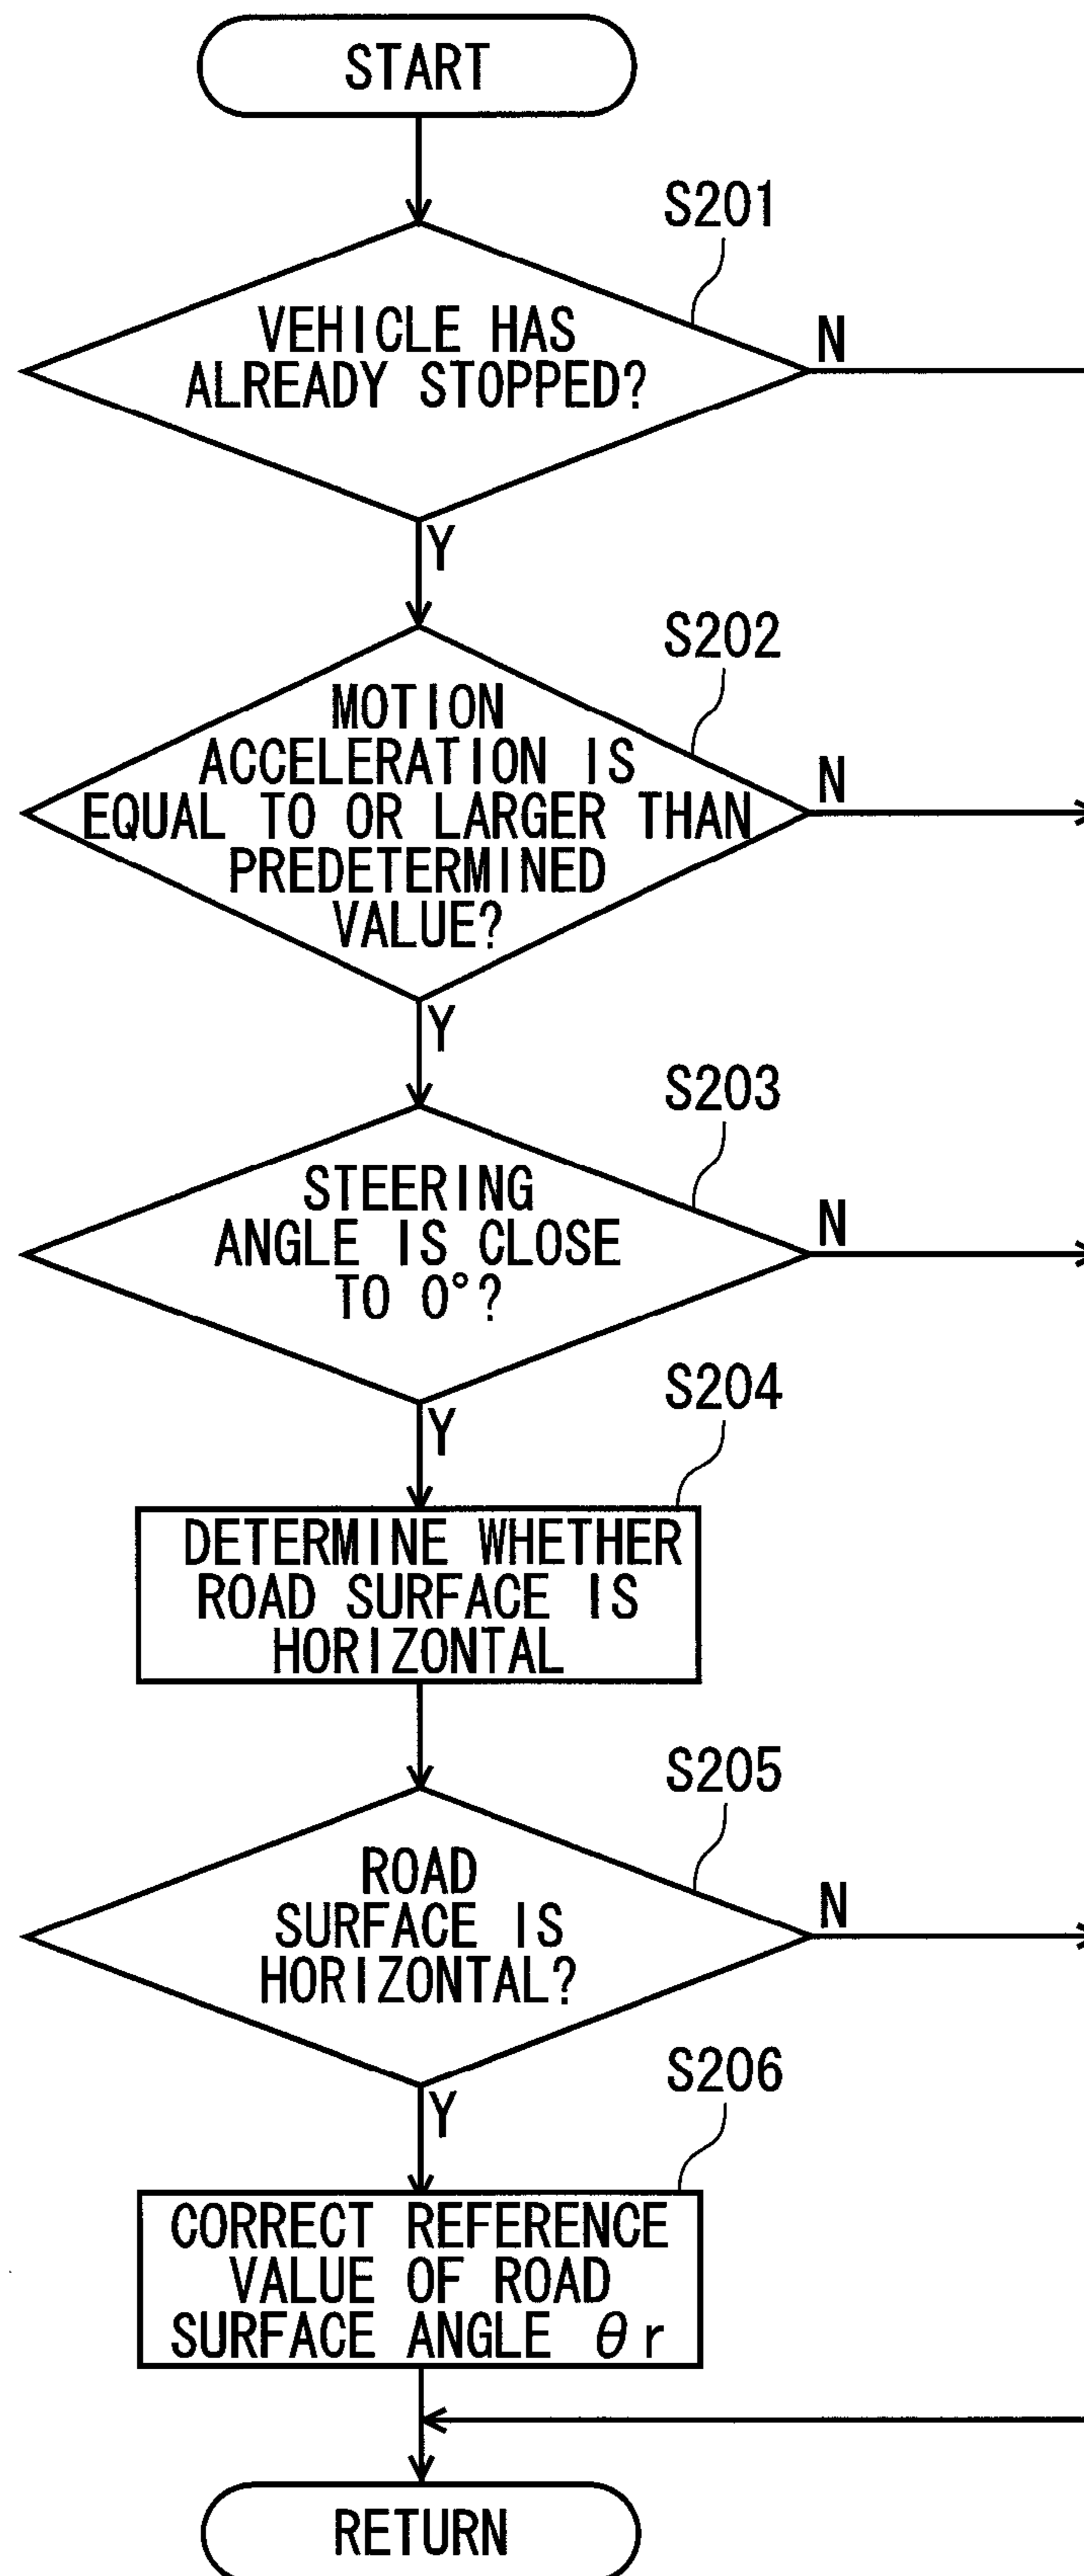 START
S201
VEHICLE HAS
ALREADY STOPPED?
N
Y
S202
MOTION
ACCELERATION IS
EQUAL TO OR LARGER THAN
PREDETERMINED
VALUE?
N
Y
S203
STEERING
ANGLE IS CLOSE
TO 0°?
N
Y
S204
DETERMINE WHETHER
ROAD SURFACE IS
HORIZONTAL
S205
ROAD
SURFACE IS
HORIZONTAL?
N
Y
S206
CORRECT REFERENCE
VALUE OF ROAD
SURFACE ANGLE θr
RETURN